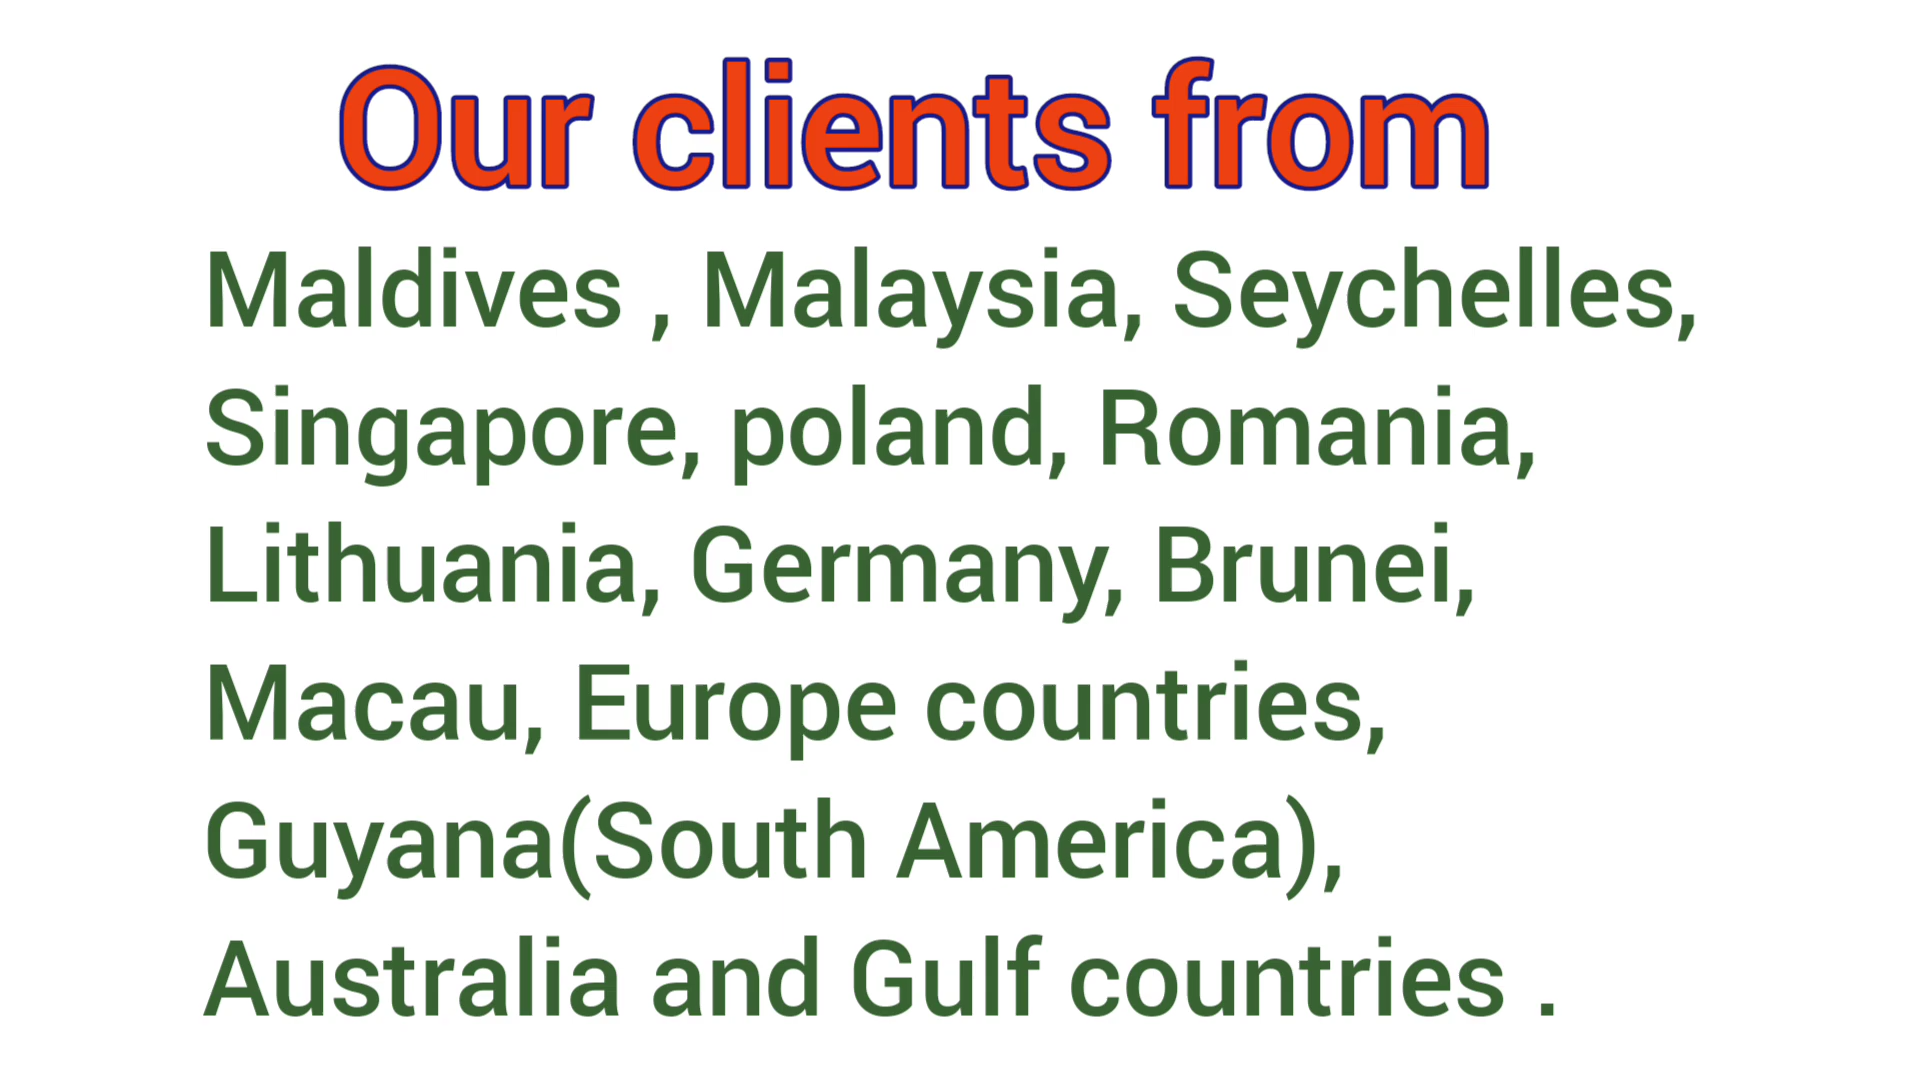 Our clients from
Maldives , Malaysia, Seychelles,
Singapore, poland, Romania,
Lithuania, Germany, Brunei,
Macau, Europe countries,
Guyana(South America),
Australia and Gulf countries .